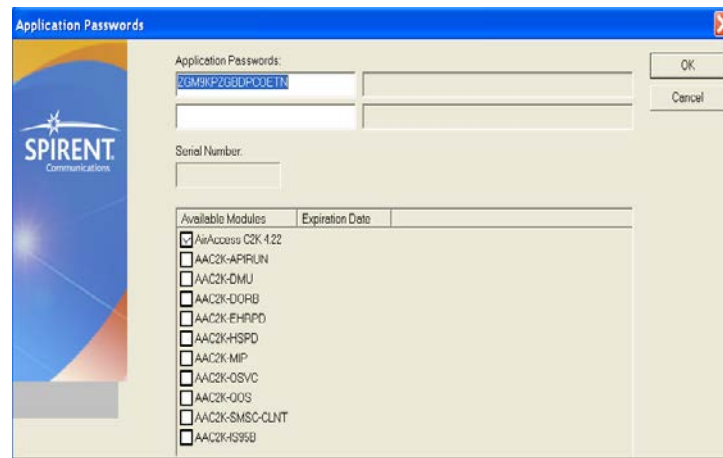 Application Passwords
Application Passwords:
OK
ZGM9KPZGBDPCOETN
Cancel
SPIRENT
Communications
Serial Number:
Available Modules Expiration Date
AirAccess C2K 4.22
AAC2K-APIRUN
AAC2K-DMU
AAC2K-DORB
AAC2K-EHRPD
AAC2K-HSPD
AAC2K-MIP
AAC2K-OSVC
AAC2K-QOS
AAC2K-SMSC-CLNT
AAC2K-IS95B